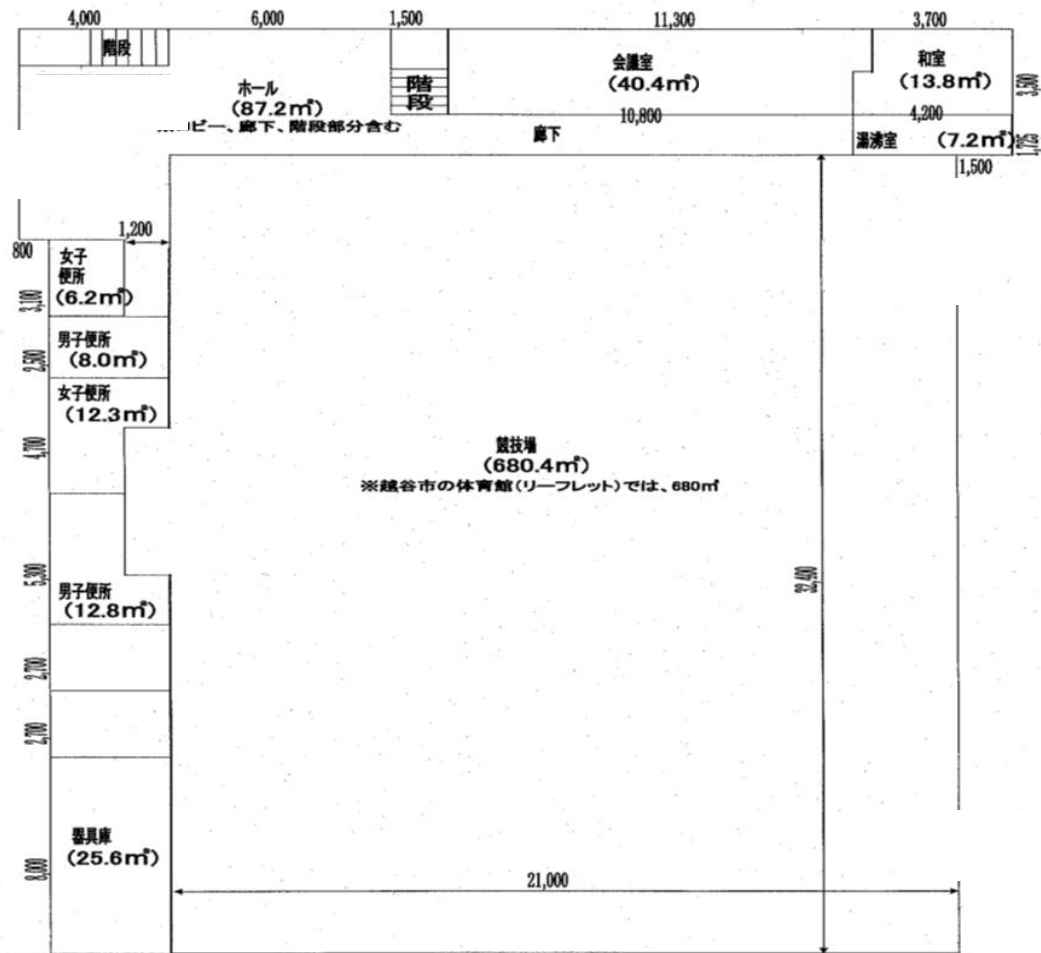 4,000 6,000 1,500 11,300 3,700
階段
ホール
(87.2㎡)
ビー、廊下、階段部分含む
階段
会議室
(40.4㎡)
和室
(13.8㎡)
3,500
10,800
4,200
廊下
湯沸室 (7.2㎡)
1,725
1,500
1,200
800
女子
便所
(6.2㎡)
3,100
男子便所
(8.0㎡)
2,500
女子便所
(12.3㎡)
4,700
競技場
(680.4㎡)
※越谷市の体育館(リーフレット)では、680㎡
5,300
男子便所
(12.8㎡)
32,400
2,700
2,700
器具庫
(25.6㎡)
8,000
21,000